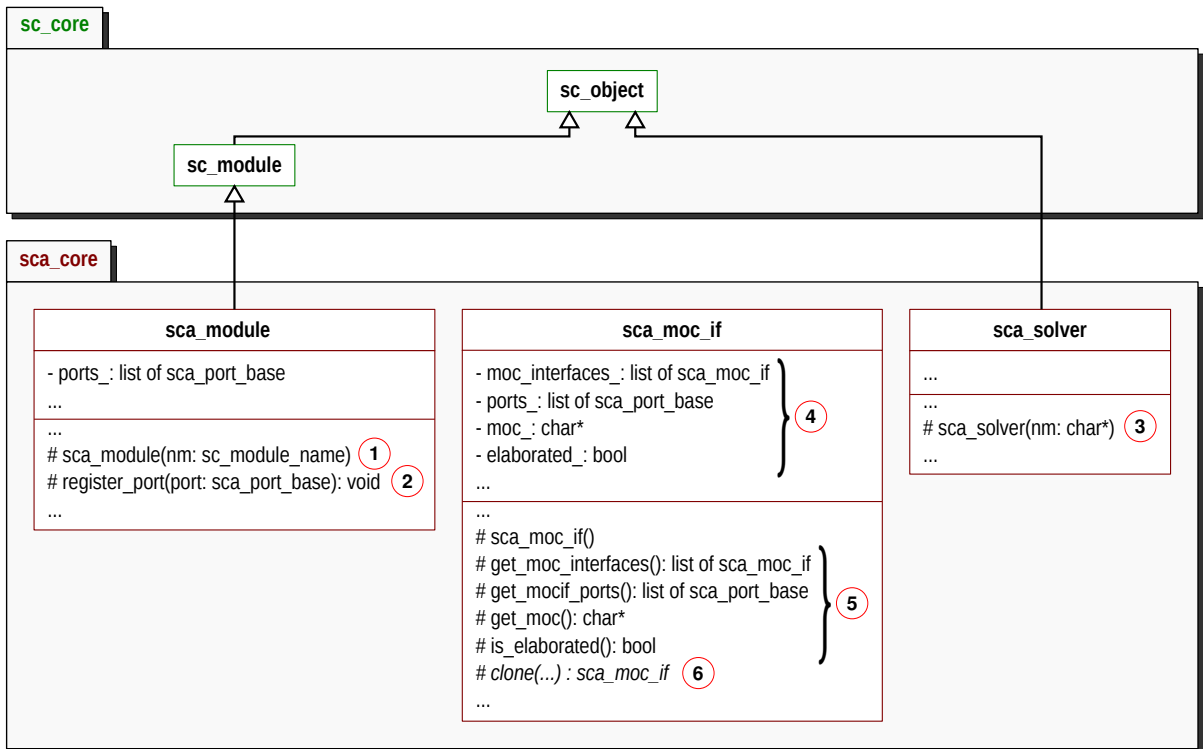 sc_core
sc_object
sc_module
sca_core
sca_module
- ports_: list of sca_port_base
...
...
# sca_module(nm: sc_module_name) 1
# register_port(port: sca_port_base): void 2
...
sca_moc_if
- moc_interfaces_: list of sca_moc_if
- ports_: list of sca_port_base
- moc_: char*
- elaborated_: bool
4
...
...
# sca_moc_if()
# get_moc_interfaces(): list of sca_moc_if
# get_mocif_ports(): list of sca_port_base
# get_moc(): char*
# is_elaborated(): bool
5
# clone(...) : sca_moc_if 6
...
sca_solver
...
...
# sca_solver(nm: char*) 3
...